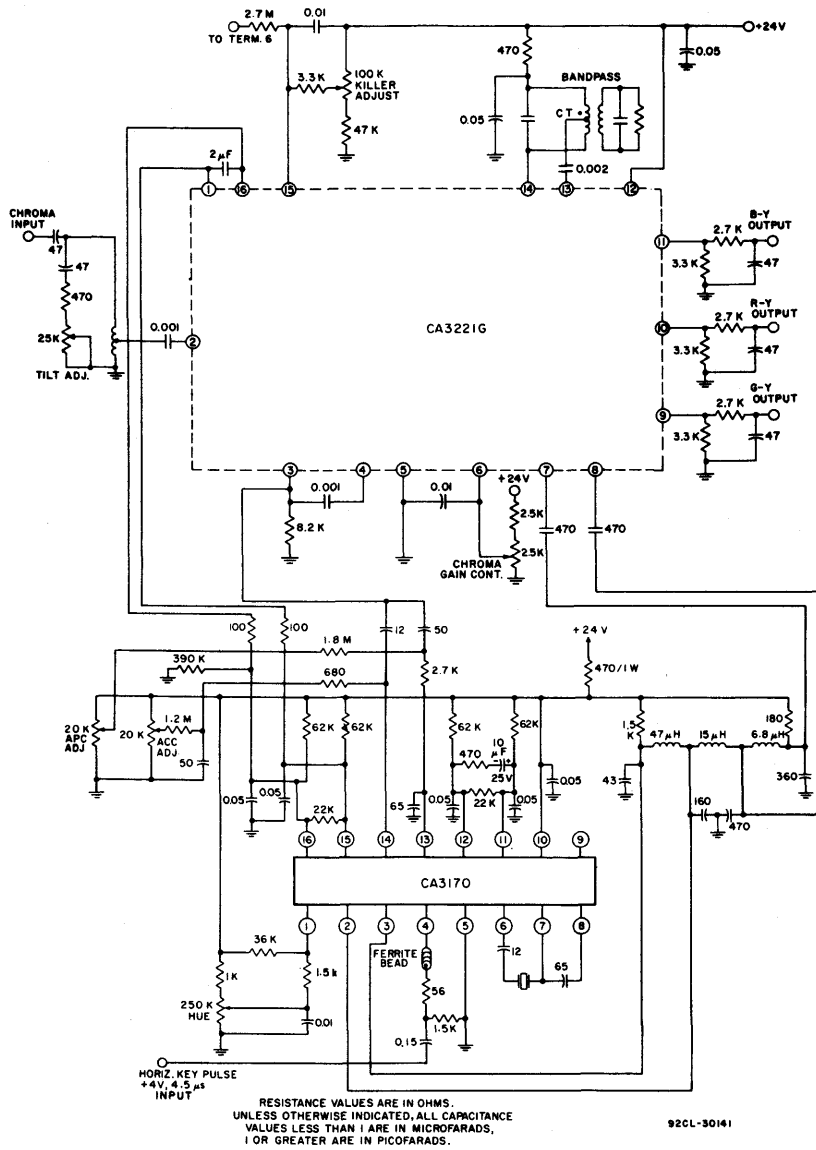 2.7 M
0.01
TO TERM. 6
+24V
470
0.05
BANDPASS
3.3 K
100 K
KILLER
ADJUST
0.05
CT
47 K
2 µF
0.002
1
16
15
14
13
12
CHROMA
INPUT
47
47
470
25K
TILT ADJ.
0.001
2
CA3221G
11
B-Y
OUTPUT
2.7 K
3.3 K
47
10
R-Y
OUTPUT
2.7 K
3.3 K
47
9
G-Y
OUTPUT
2.7 K
3.3 K
47
3
4
5
6
7
8
0.001
0.01
+24V
8.2 K
2.5K
2.5K
CHROMA
GAIN CONT.
470
470
100
100
12
50
1.8 M
+24 V
390 K
680
2.7 K
470/1W
20 K
APC
ADJ
20 K
1.2 M
ACC
ADJ
50
62 K
62K
62 K
62K
10
µF
25V
470
1.5
K
47 µH
15 µH
6.8 µH
180
0.05
0.05
22K
65
0.05
22 K
0.05
0.05
43
160
470
360
16
15
14
13
12
11
10
9
CA3170
1
2
3
4
5
6
7
8
36 K
1K
1.5k
250 K
HUE
0.01
FERRITE
BEAD
56
1.5K
0.15
12
65
HORIZ. KEY PULSE
+4V, 4.5 µs
INPUT
RESISTANCE VALUES ARE IN OHMS.
UNLESS OTHERWISE INDICATED, ALL CAPACITANCE
VALUES LESS THAN 1 ARE IN MICROFARADS,
1 OR GREATER ARE IN PICOFARADS.
92CL-30141